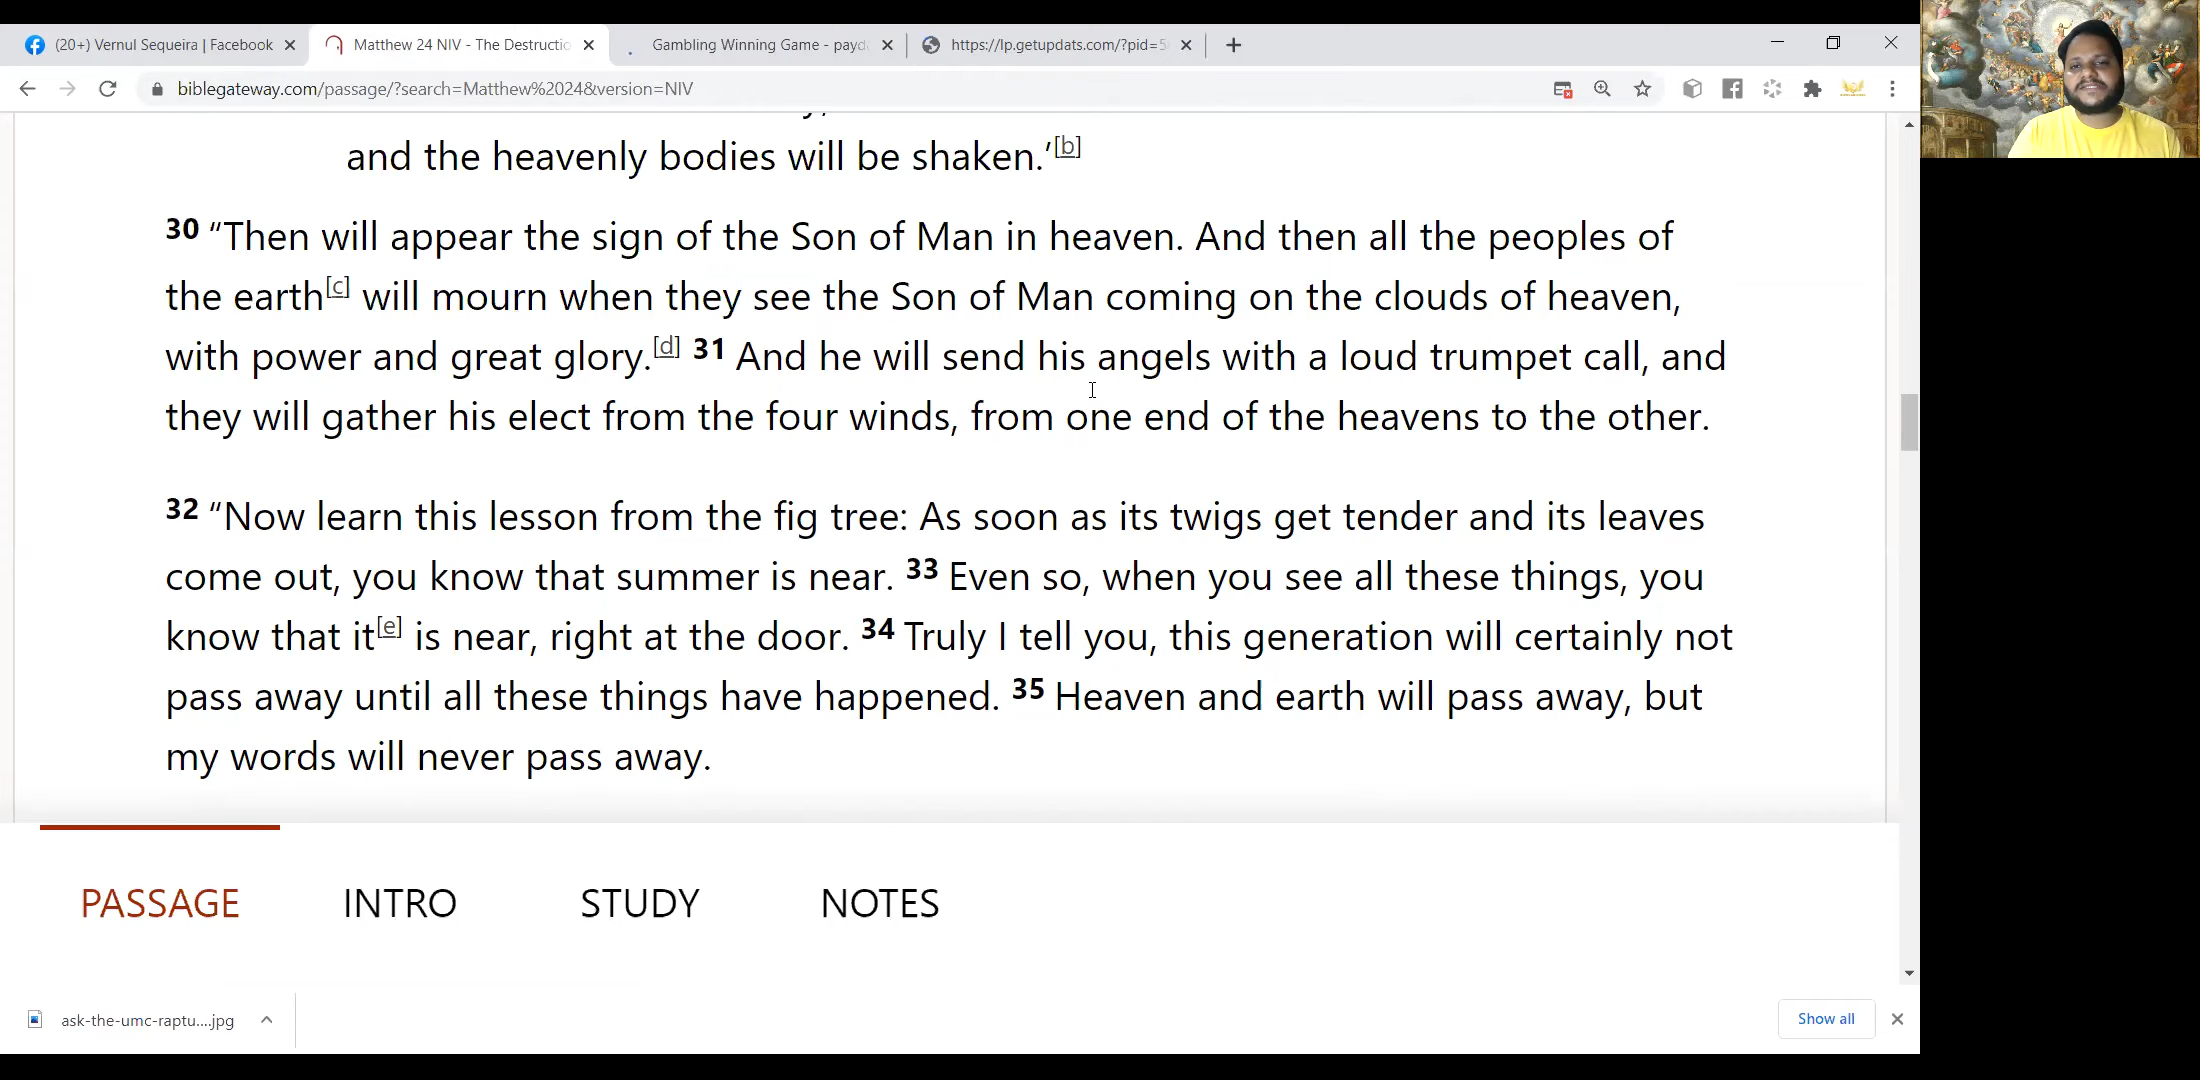 (20+) Vernul Sequeira | Facebook
Matthew 24 NIV - The Destructio
Gambling Winning Game - payd
https://lp.getupdats.com/?pid=5
biblegateway.com/passage/?search=Matthew%2024&version=NIV
and the heavenly bodies will be shaken.’[b]
30 “Then will appear the sign of the Son of Man in heaven. And then all the peoples of
the earth[c] will mourn when they see the Son of Man coming on the clouds of heaven,
with power and great glory.[d] 31 And he will send his angels with a loud trumpet call, and
they will gather his elect from the four winds, from one end of the heavens to the other.
32 “Now learn this lesson from the fig tree: As soon as its twigs get tender and its leaves
come out, you know that summer is near. 33 Even so, when you see all these things, you
know that it[e] is near, right at the door. 34 Truly I tell you, this generation will certainly not
pass away until all these things have happened. 35 Heaven and earth will pass away, but
my words will never pass away.
PASSAGE INTRO STUDY NOTES
ask-the-umc-raptu....jpg
Show all